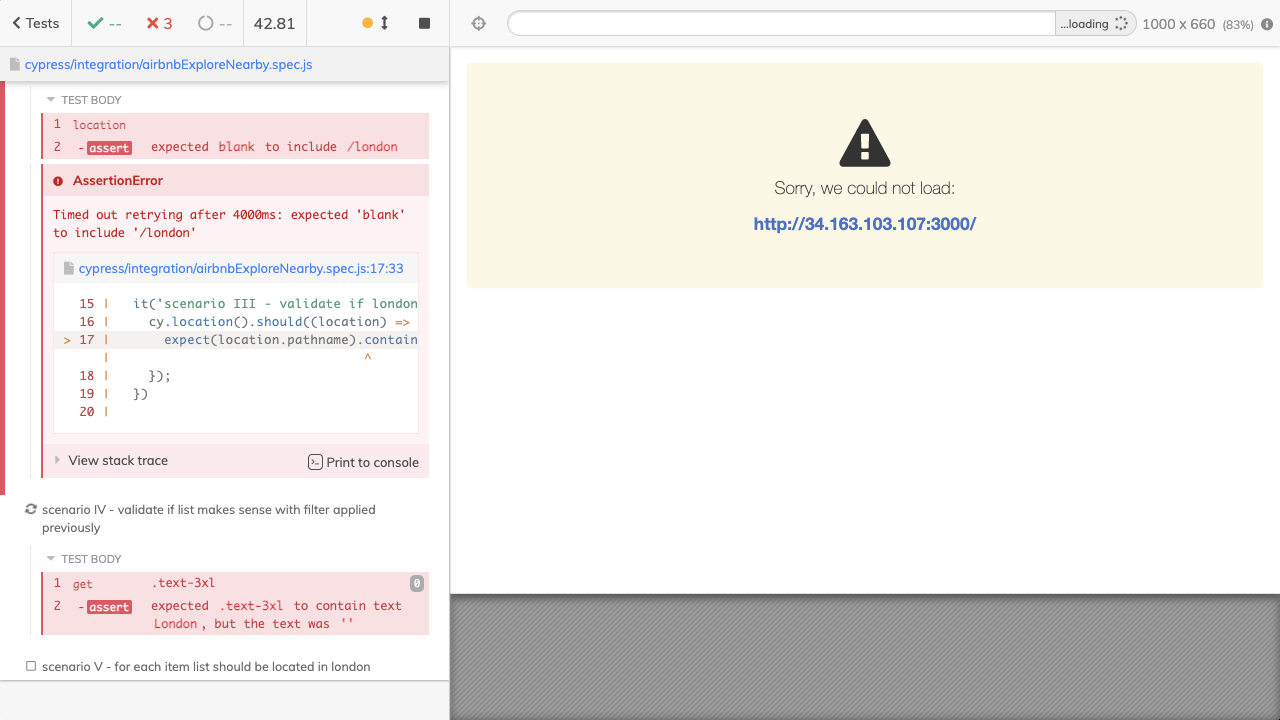 Tests
--
3
--
42.81
...loading
1000 x 660 (83%)
cypress/integration/airbnbExploreNearby.spec.js
TEST BODY
1 location
2 - assert expected blank to include /london
AssertionError
Timed out retrying after 4000ms: expected 'blank'
to include '/london'
cypress/integration/airbnbExploreNearby.spec.js:17:33
15 | it('scenario III - validate if london
16 | cy.location().should((location) =>
> 17 | expect(location.pathname).contain
| ^
18 | });
19 | })
20 |
View stack trace
Print to console
scenario IV - validate if list makes sense with filter applied
previously
TEST BODY
1 get .text-3xl 0
2 - assert expected .text-3xl to contain text
London, but the text was ''
scenario V - for each item list should be located in london
Sorry, we could not load:
http://34.163.103.107:3000/